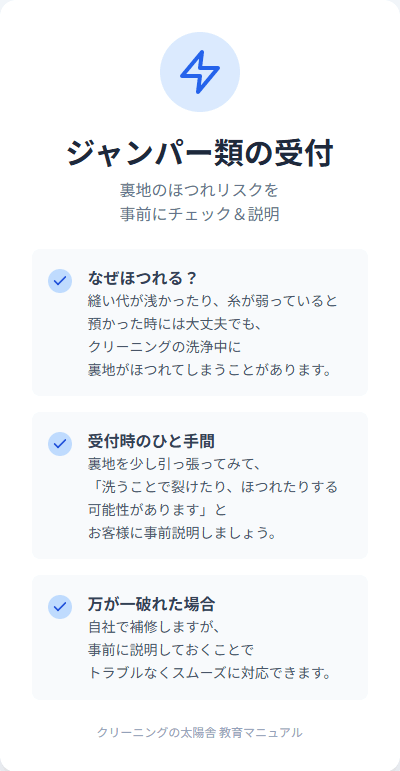 ジャンパー類の受付
裏地のほつれリスクを
事前にチェック＆説明
なぜほつれる？
縫い代が浅かったり、糸が弱っていると
預かった時には大丈夫でも、
クリーニングの洗浄中に
裏地がほつれてしまうことがあります。
受付時のひと手間
裏地を少し引っ張ってみて、
「洗うことで裂けたり、ほつれたりする
可能性があります」と
お客様に事前説明しましょう。
万が一破れた場合
自社で補修しますが、
事前に説明しておくことで
トラブルなくスムーズに対応できます。
クリーニングの太陽舎 教育マニュアル